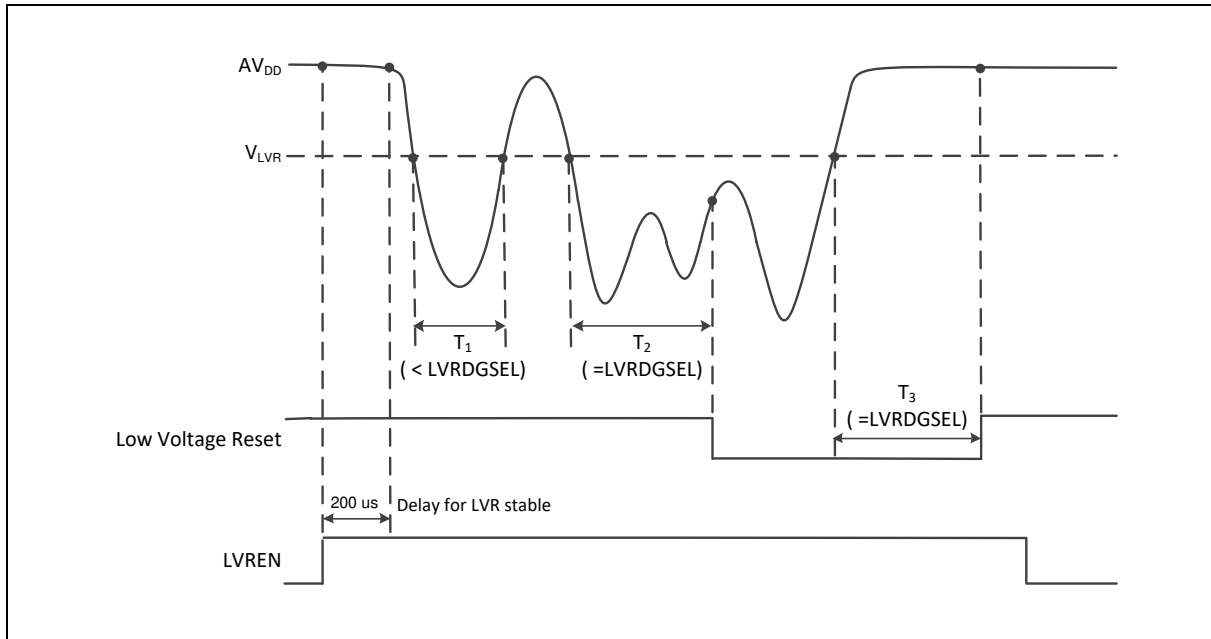 AVDD
VLVR
T1
( < LVRDGSEL)
T2
( =LVRDGSEL)
T3
( =LVRDGSEL)
Low Voltage Reset
200 us
Delay for LVR stable
LVREN